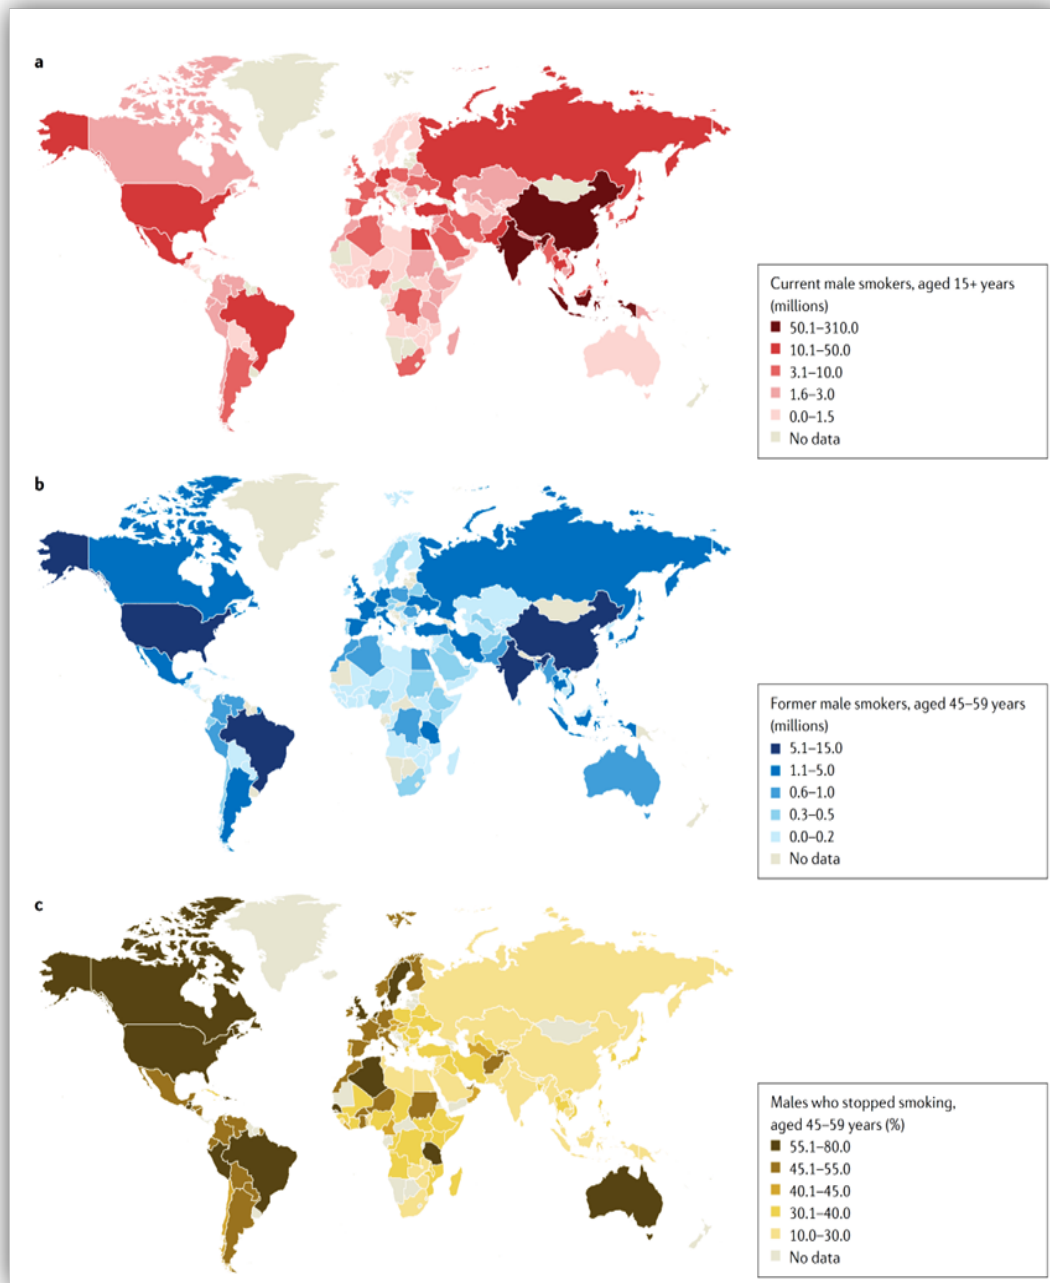 a
Current male smokers, aged 15+ years
(millions)
50.1–310.0
10.1–50.0
3.1–10.0
1.6–3.0
0.0–1.5
No data
b
Former male smokers, aged 45–59 years
(millions)
5.1–15.0
1.1–5.0
0.6–1.0
0.3–0.5
0.0–0.2
No data
c
Males who stopped smoking,
aged 45–59 years (%)
55.1–80.0
45.1–55.0
40.1–45.0
30.1–40.0
10.0–30.0
No data